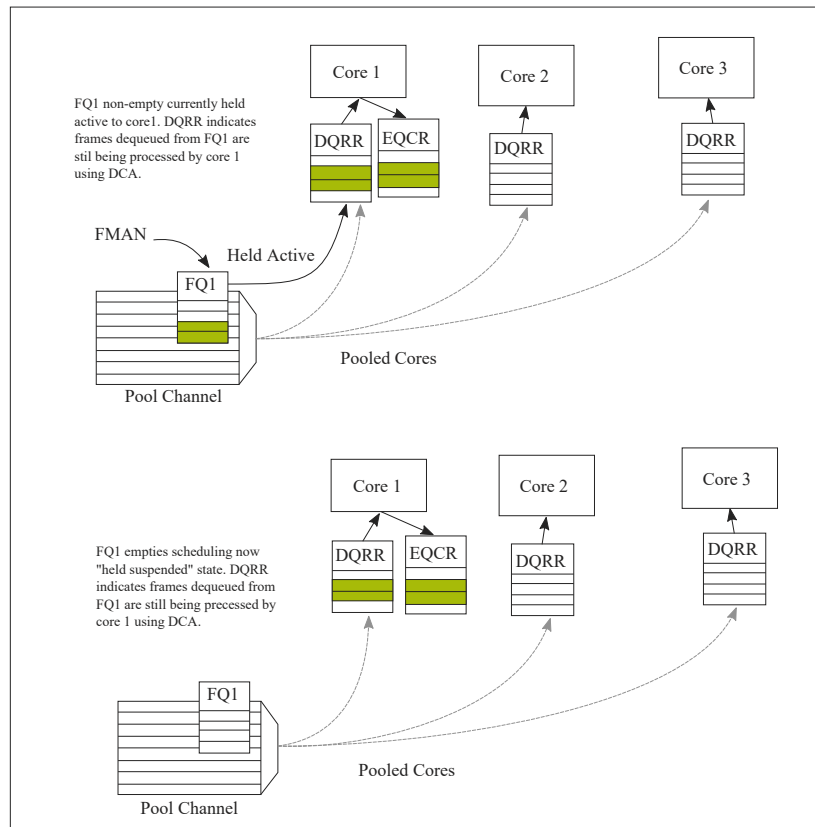 Core 1
Core 2
Core 3
FQ1 non-empty currently held
active to core1. DQRR indicates
frames dequeued from FQ1 are
stil being processed by core 1
using DCA.
DQRR
EQCR
DQRR
DQRR
FMAN
Held Active
FQ1
Pooled Cores
Pool Channel
Core 1
Core 2
Core 3
FQ1 empties scheduling now
"held suspended" state. DQRR
indicates frames dequeued from
FQ1 are still being precessed by
core 1 using DCA.
DQRR
EQCR
DQRR
DQRR
FQ1
Pooled Cores
Pool Channel